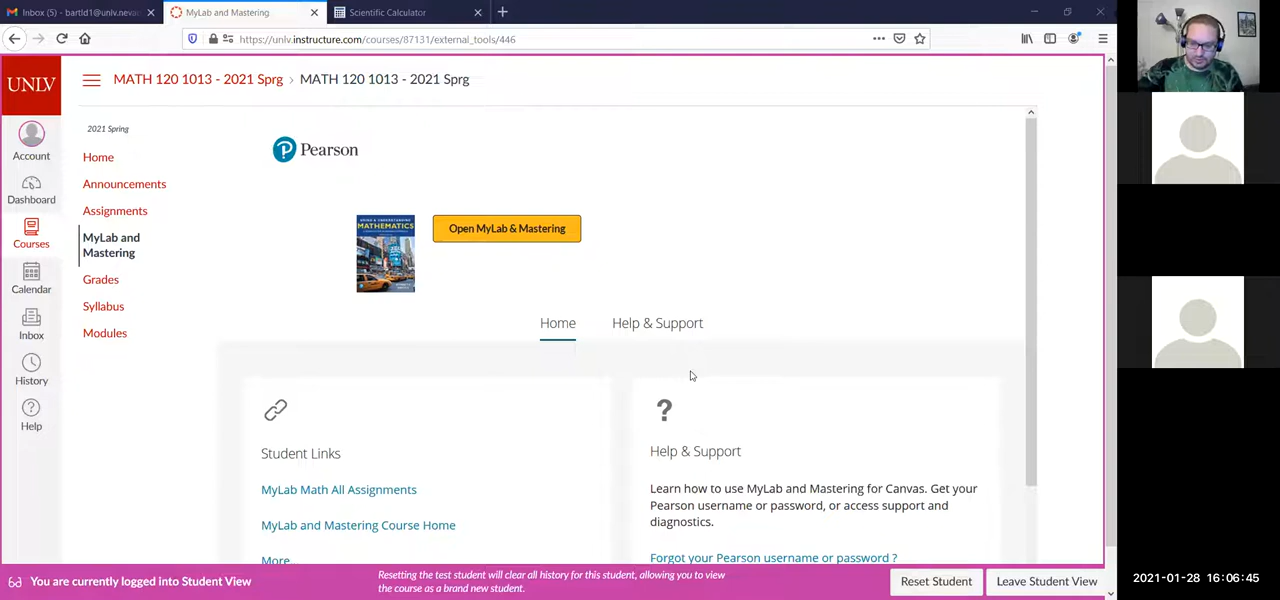 Inbox (5) - bartld1@univ.neva
MyLab and Mastering
Scientific Calculator
https://unlv.instructure.com/courses/87131/external_tools/446
UNLV
MATH 120 1013 - 2021 Sprg › MATH 120 1013 - 2021 Sprg
2021 Spring
Account
Dashboard
Courses
Calendar
Inbox
History
Help
Home
Announcements
Assignments
MyLab and
Mastering
Grades
Syllabus
Modules
Pearson
MATHEMATICS
Open MyLab & Mastering
Home
Help & Support
Student Links
MyLab Math All Assignments
MyLab and Mastering Course Home
More
?
Help & Support
Learn how to use MyLab and Mastering for Canvas. Get your
Pearson username or password, or access support and
diagnostics.
Forgot your Pearson username or password ?
You are currently logged into Student View
Resetting the test student will clear all history for this student, allowing you to view
the course as a brand new student.
Reset Student
Leave Student View
2021-01-28 16:06:45